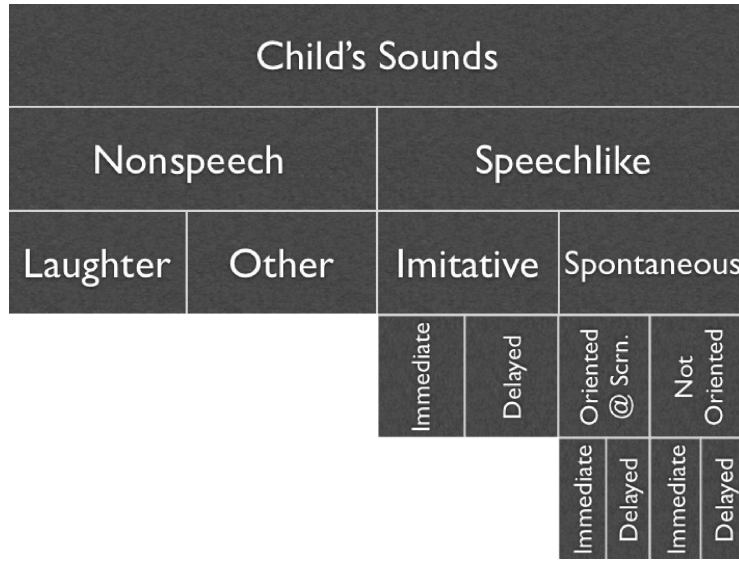 Child's Sounds
Nonspeech
Speechlike
Laughter
Other
Imitative
Spontaneous
Immediate
Delayed
Oriented
@ Scrn.
Not
Oriented
Immediate
Delayed
Immediate
Delayed